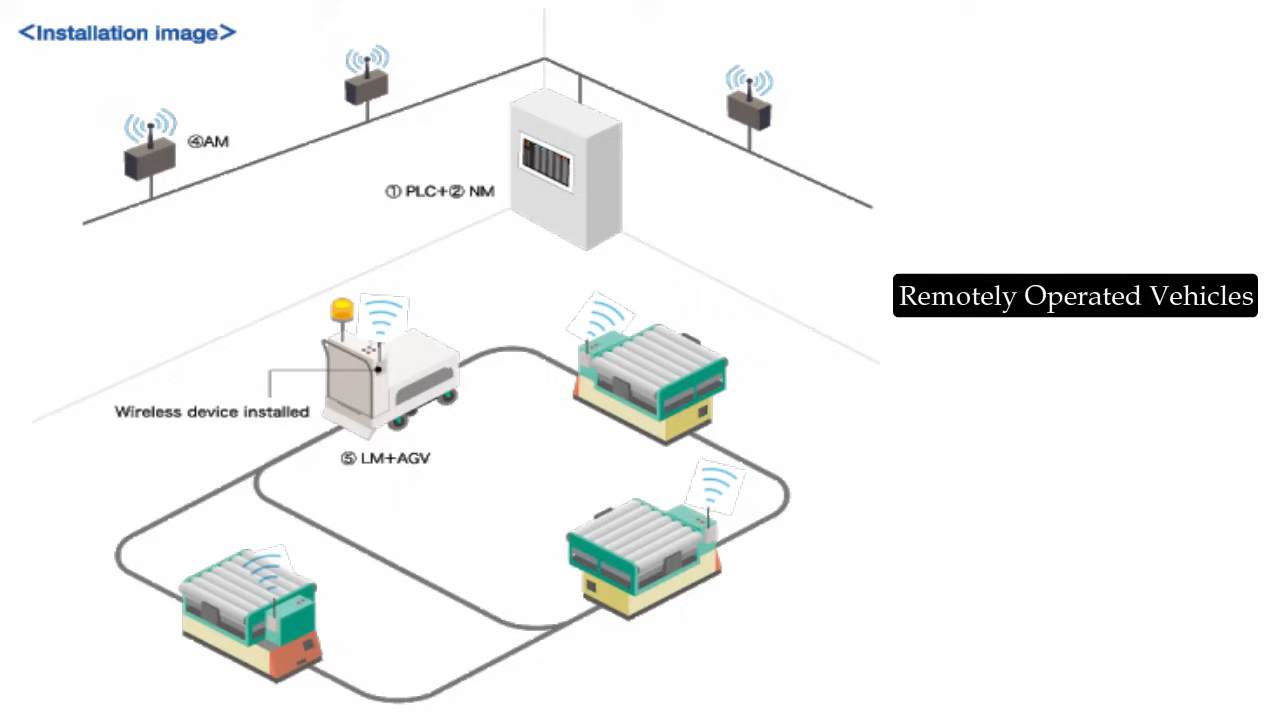 <Installation image>
④AM
① PLC+② NM
Remotely Operated Vehicles
Wireless device installed
⑤ LM+AGV